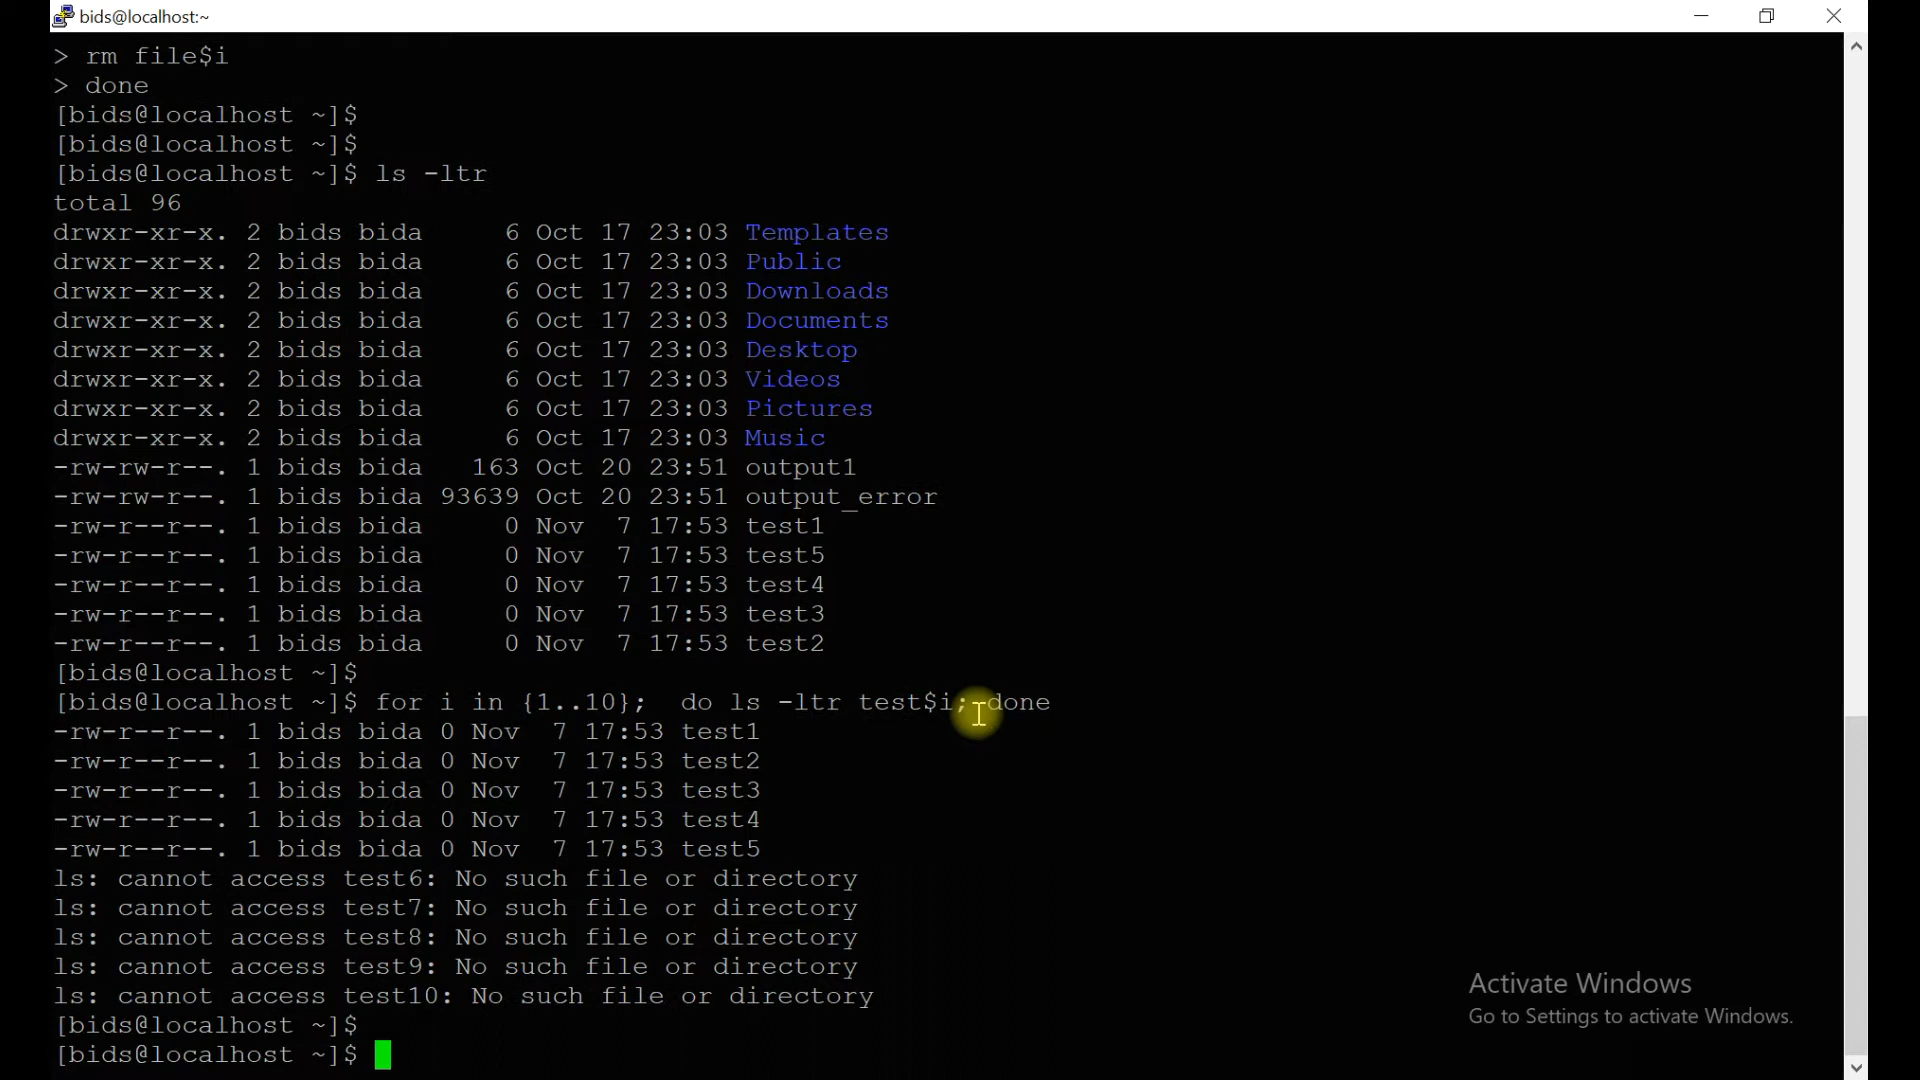 bids@localhost:~
> rm file$i
> done
[bids@localhost ~]$
[bids@localhost ~]$
[bids@localhost ~]$ ls -ltr
total 96
drwxr-xr-x. 2 bids bida     6 Oct 17 23:03 Templates
drwxr-xr-x. 2 bids bida     6 Oct 17 23:03 Public
drwxr-xr-x. 2 bids bida     6 Oct 17 23:03 Downloads
drwxr-xr-x. 2 bids bida     6 Oct 17 23:03 Documents
drwxr-xr-x. 2 bids bida     6 Oct 17 23:03 Desktop
drwxr-xr-x. 2 bids bida     6 Oct 17 23:03 Videos
drwxr-xr-x. 2 bids bida     6 Oct 17 23:03 Pictures
drwxr-xr-x. 2 bids bida     6 Oct 17 23:03 Music
-rw-rw-r--. 1 bids bida   163 Oct 20 23:51 output1
-rw-rw-r--. 1 bids bida 93639 Oct 20 23:51 output_error
-rw-r--r--. 1 bids bida     0 Nov  7 17:53 test1
-rw-r--r--. 1 bids bida     0 Nov  7 17:53 test5
-rw-r--r--. 1 bids bida     0 Nov  7 17:53 test4
-rw-r--r--. 1 bids bida     0 Nov  7 17:53 test3
-rw-r--r--. 1 bids bida     0 Nov  7 17:53 test2
[bids@localhost ~]$
[bids@localhost ~]$ for i in {1..10};  do ls -ltr test$i; done
-rw-r--r--. 1 bids bida 0 Nov  7 17:53 test1
-rw-r--r--. 1 bids bida 0 Nov  7 17:53 test2
-rw-r--r--. 1 bids bida 0 Nov  7 17:53 test3
-rw-r--r--. 1 bids bida 0 Nov  7 17:53 test4
-rw-r--r--. 1 bids bida 0 Nov  7 17:53 test5
ls: cannot access test6: No such file or directory
ls: cannot access test7: No such file or directory
ls: cannot access test8: No such file or directory
ls: cannot access test9: No such file or directory
ls: cannot access test10: No such file or directory
[bids@localhost ~]$
[bids@localhost ~]$
Activate Windows
Go to Settings to activate Windows.